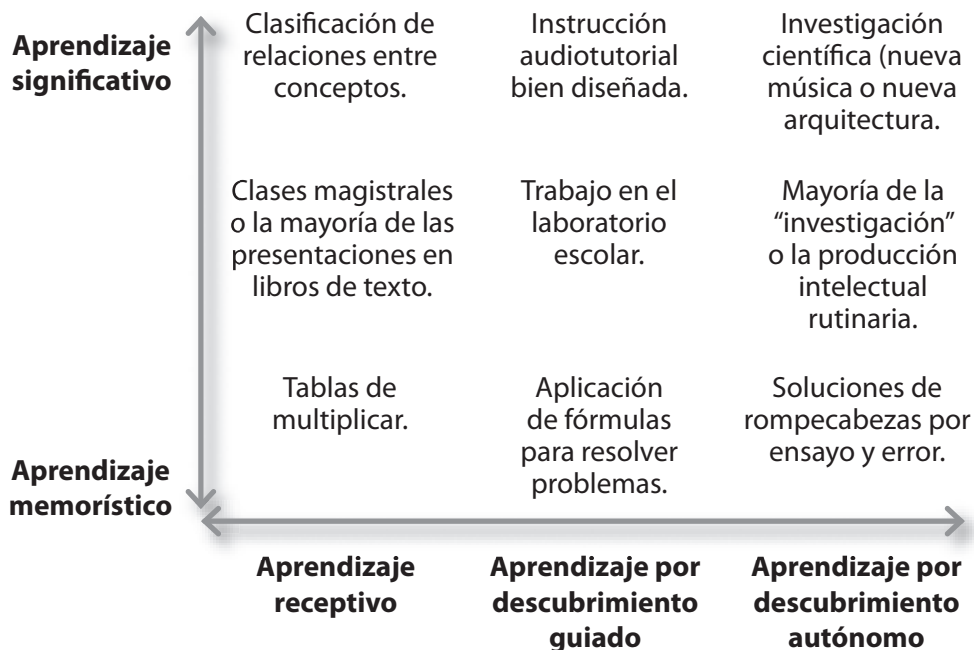 Aprendizaje
significativo
Clasificación de
relaciones entre
conceptos.
Instrucción
audiotutorial
bien diseñada.
Investigación
científica (nueva
música o nueva
arquitectura.
Clases magistrales
o la mayoría de las
presentaciones en
libros de texto.
Trabajo en el
laboratorio
escolar.
Mayoría de la
“investigación”
o la producción
intelectual
rutinaria.
Tablas de
multiplicar.
Aplicación
de fórmulas
para resolver
problemas.
Soluciones de
rompecabezas por
ensayo y error.
Aprendizaje
memorístico
Aprendizaje
receptivo
Aprendizaje por
descubrimiento
guiado
Aprendizaje por
descubrimiento
autónomo